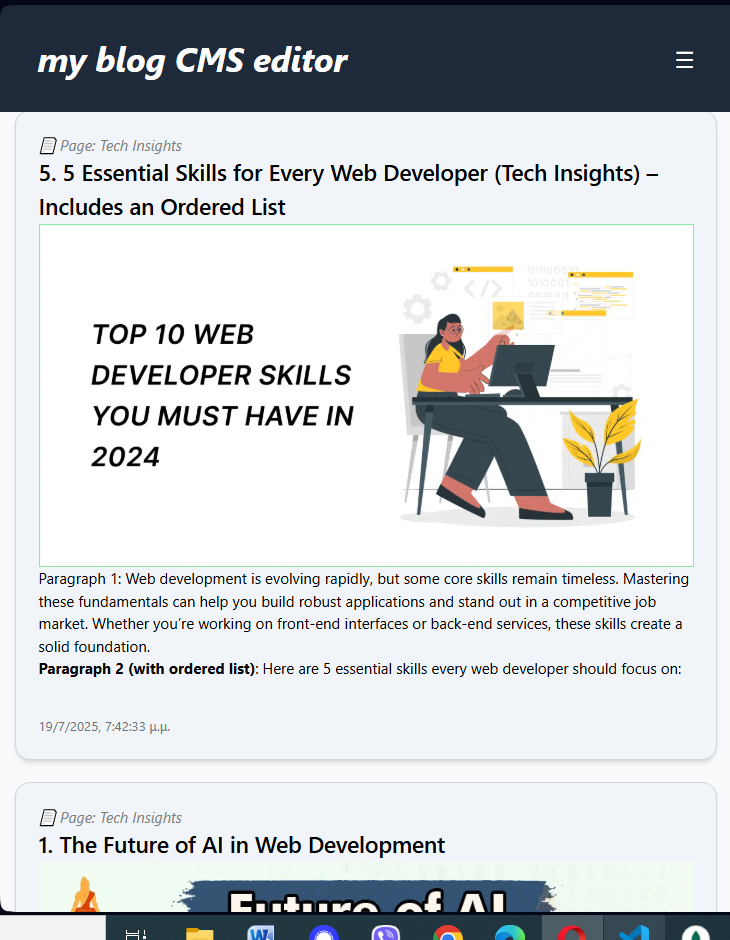 my blog CMS editor
Page: Tech Insights
5. 5 Essential Skills for Every Web Developer (Tech Insights) –
Includes an Ordered List
TOP 10 WEB
DEVELOPER SKILLS
YOU MUST HAVE IN
2024
Paragraph 1: Web development is evolving rapidly, but some core skills remain timeless. Mastering
these fundamentals can help you build robust applications and stand out in a competitive job
market. Whether you’re working on front-end interfaces or back-end services, these skills create a
solid foundation.
Paragraph 2 (with ordered list): Here are 5 essential skills every web developer should focus on:
19/7/2025, 7:42:33 μ.μ.
Page: Tech Insights
1. The Future of AI in Web Development
Future of AI